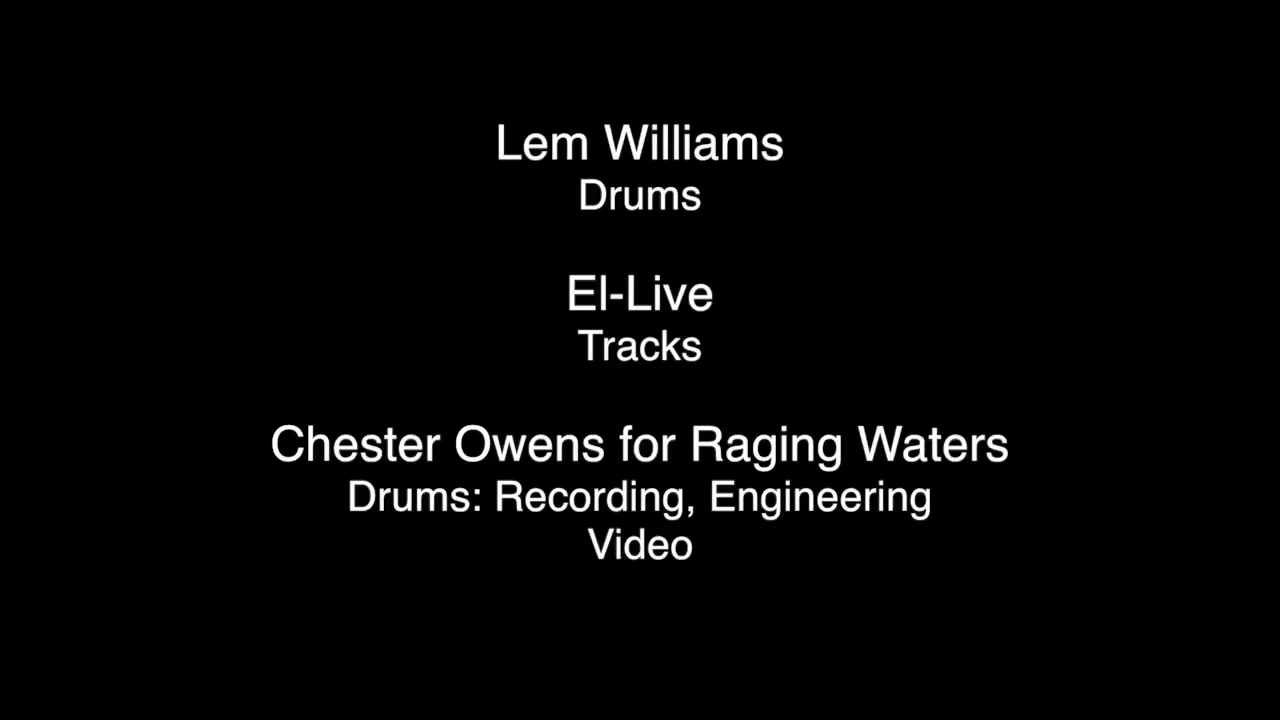 Lem Williams
Drums
El-Live
Tracks
Chester Owens for Raging Waters
Drums: Recording, Engineering
Video